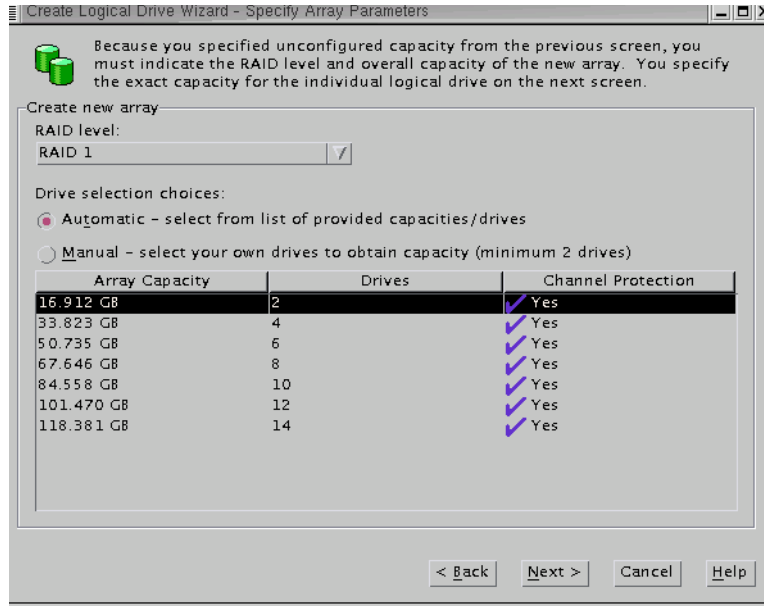 Create Logical Drive Wizard - Specify Array Parameters
Because you specified unconfigured capacity from the previous screen, you
must indicate the RAID level and overall capacity of the new array. You specify
the exact capacity for the individual logical drive on the next screen.
Create new array
RAID level:
RAID 1
Drive selection choices:
Automatic - select from list of provided capacities/drives
Manual - select your own drives to obtain capacity (minimum 2 drives)
Array Capacity Drives Channel Protection
16.912 GB 2 Yes
33.823 GB 4 Yes
50.735 GB 6 Yes
67.646 GB 8 Yes
84.558 GB 10 Yes
101.470 GB 12 Yes
118.381 GB 14 Yes
< Back Next > Cancel Help